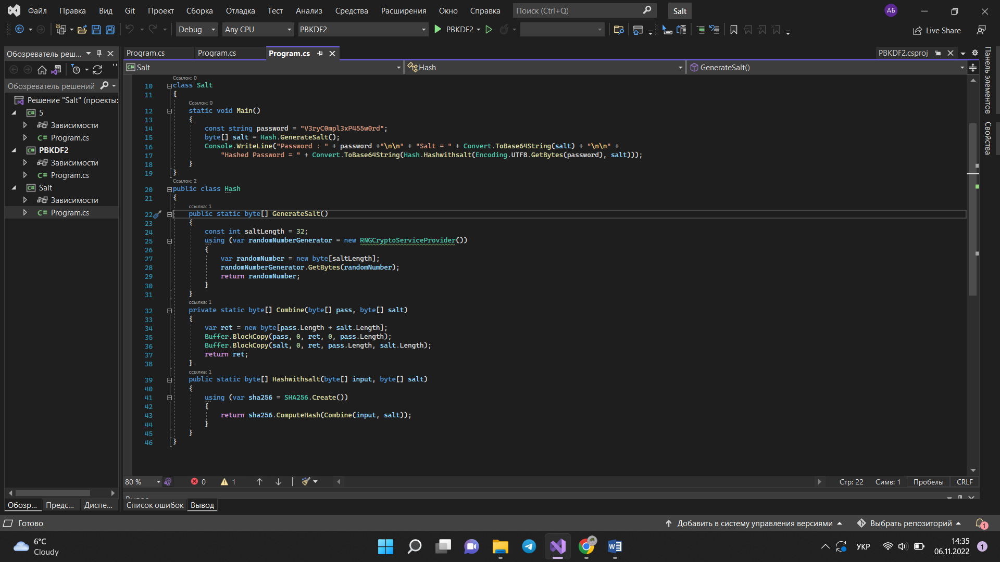 Файл Правка Вид Git Проект Сборка Отладка Тест Анализ Средства Расширения Окно Справка Поиск (Ctrl+Q) Salt АБ
Debug Any CPU PBKDF2 PBKDF2 Live Share
Обозреватель реш...
Program.cs Program.cs Program.cs PBKDF2.csproj
Salt Hash GenerateSalt()
Обозреватель решений
Решение "Salt" (проекты:
5
Зависимости
Program.cs
PBKDF2
Зависимости
Program.cs
Salt
Зависимости
Program.cs
Ссылок: 0
10 class Salt
11 {
Ссылок: 0
12 static void Main()
13 {
14 const string password = "V3ryC0mpl3xP455w0rd";
15 byte[] salt = Hash.GenerateSalt();
16 Console.WriteLine("Password : " + password +"\n\n" + "Salt = " + Convert.ToBase64String(salt) + "\n\n" +
17 "Hashed Password = " + Convert.ToBase64String(Hash.Hashwithsalt(Encoding.UTF8.GetBytes(password), salt)));
18 }
19 }
Ссылок: 2
20 public class Hash
21 {
ссылка: 1
22 public static byte[] GenerateSalt()
23 {
24 const int saltLength = 32;
25 using (var randomNumberGenerator = new RNGCryptoServiceProvider())
26 {
27 var randomNumber = new byte[saltLength];
28 randomNumberGenerator.GetBytes(randomNumber);
29 return randomNumber;
30 }
31 }
ссылка: 1
32 private static byte[] Combine(byte[] pass, byte[] salt)
33 {
34 var ret = new byte[pass.Length + salt.Length];
35 Buffer.BlockCopy(pass, 0, ret, 0, pass.Length);
36 Buffer.BlockCopy(salt, 0, ret, pass.Length, salt.Length);
37 return ret;
38 }
ссылка: 1
39 public static byte[] Hashwithsalt(byte[] input, byte[] salt)
40 {
41 using (var sha256 = SHA256.Create())
42 {
43 return sha256.ComputeHash(Combine(input, salt));
44 }
45 }
46 }
Панель элементов
Свойства
80 % 0 1 Стр: 22 Симв: 1 Пробелы CRLF
Обозр... Предс... Диспе... Список ошибок Вывод
Готово Добавить в систему управления версиями Выбрать репозиторий 1
6°C
Cloudy
УКР
14:35
06.11.2022 1